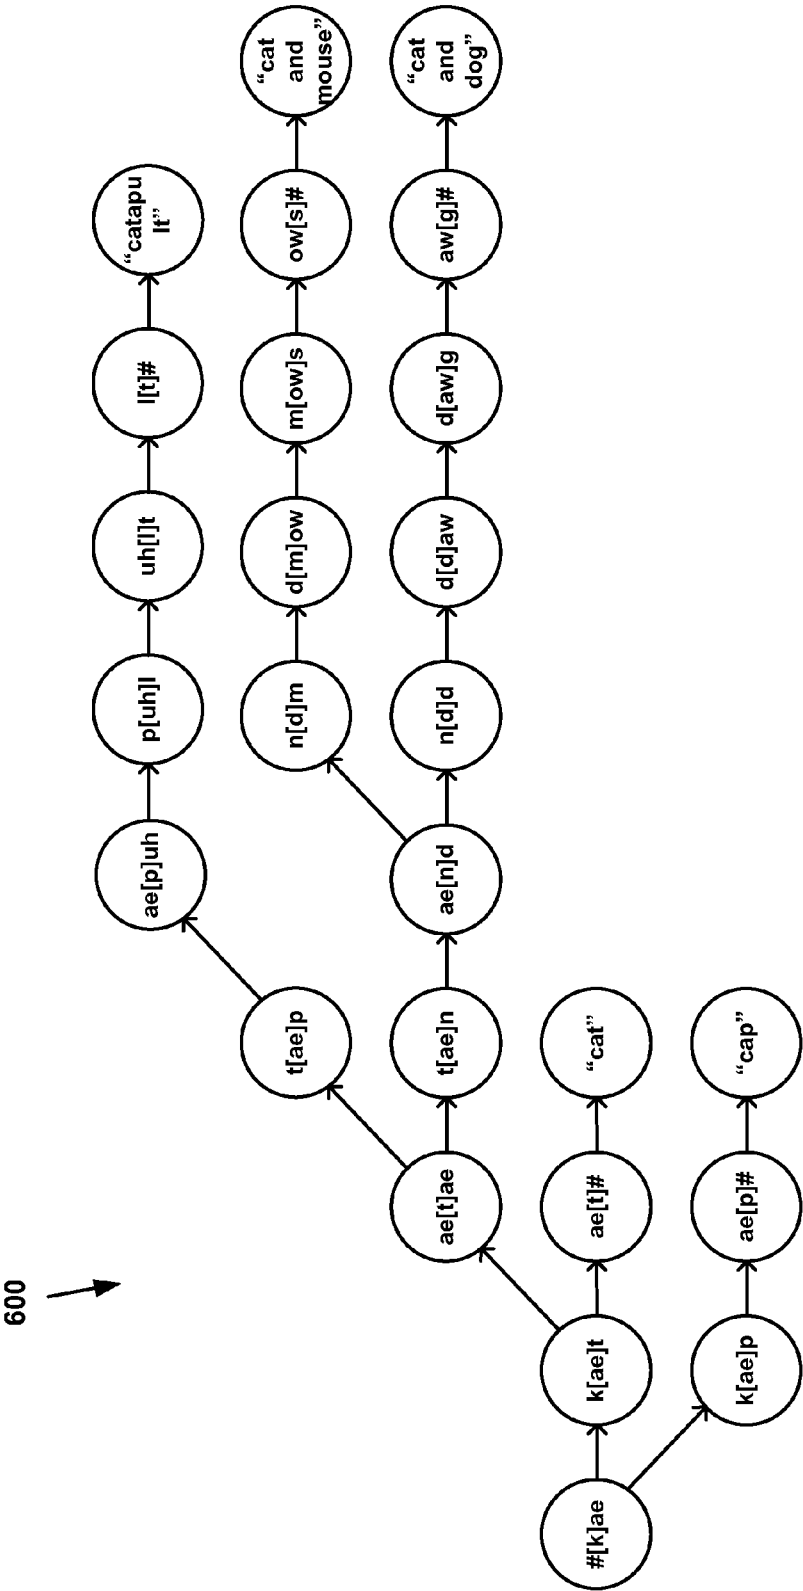 600
ae[p]uh
p[uh]l
uh[l]t
l[t]#
“catapu
lt”
t[ae]p
n[d]m
d[m]ow
m[ow]s
ow[s]#
“cat
and
mouse”
ae[t]ae
t[ae]n
ae[n]d
n[d]d
d[d]aw
d[aw]g
aw[g]#
“cat
and
dog”
#[k]ae
k[ae]t
ae[t]#
“cat”
k[ae]p
ae[p]#
“cap”